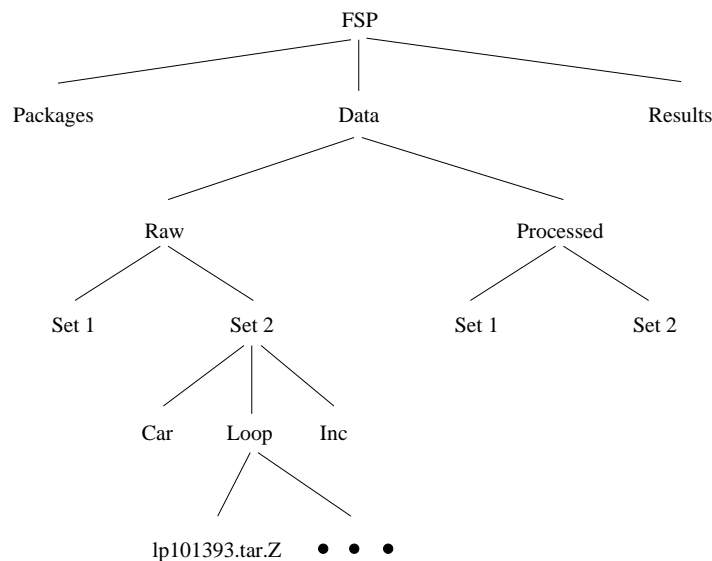 FSP
Packages Data Results
Raw Processed
Set 1 Set 2 Set 1 Set 2
Car Loop Inc
lp101393.tar.Z